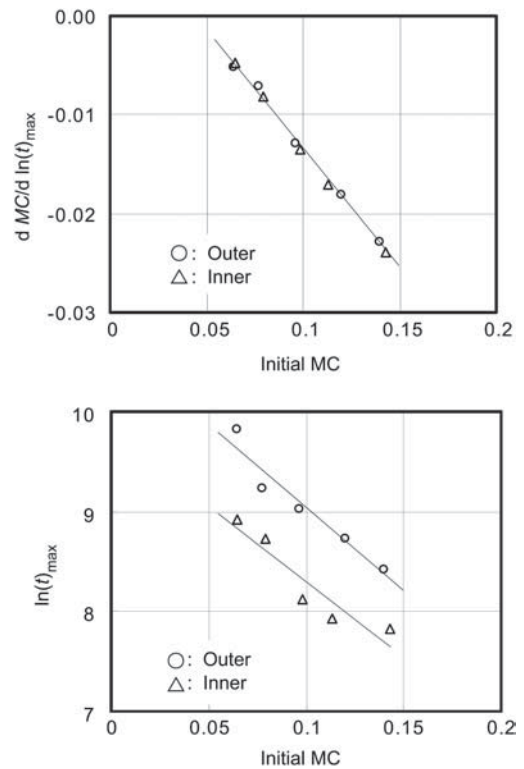 0.00
-0.01
-0.02
-0.03
d MC/d ln(t)max
○: Outer
△: Inner
0 0.05 0.1 0.15 0.2
Initial MC
10
9
8
7
ln(t)max
○: Outer
△: Inner
0 0.05 0.1 0.15 0.2
Initial MC